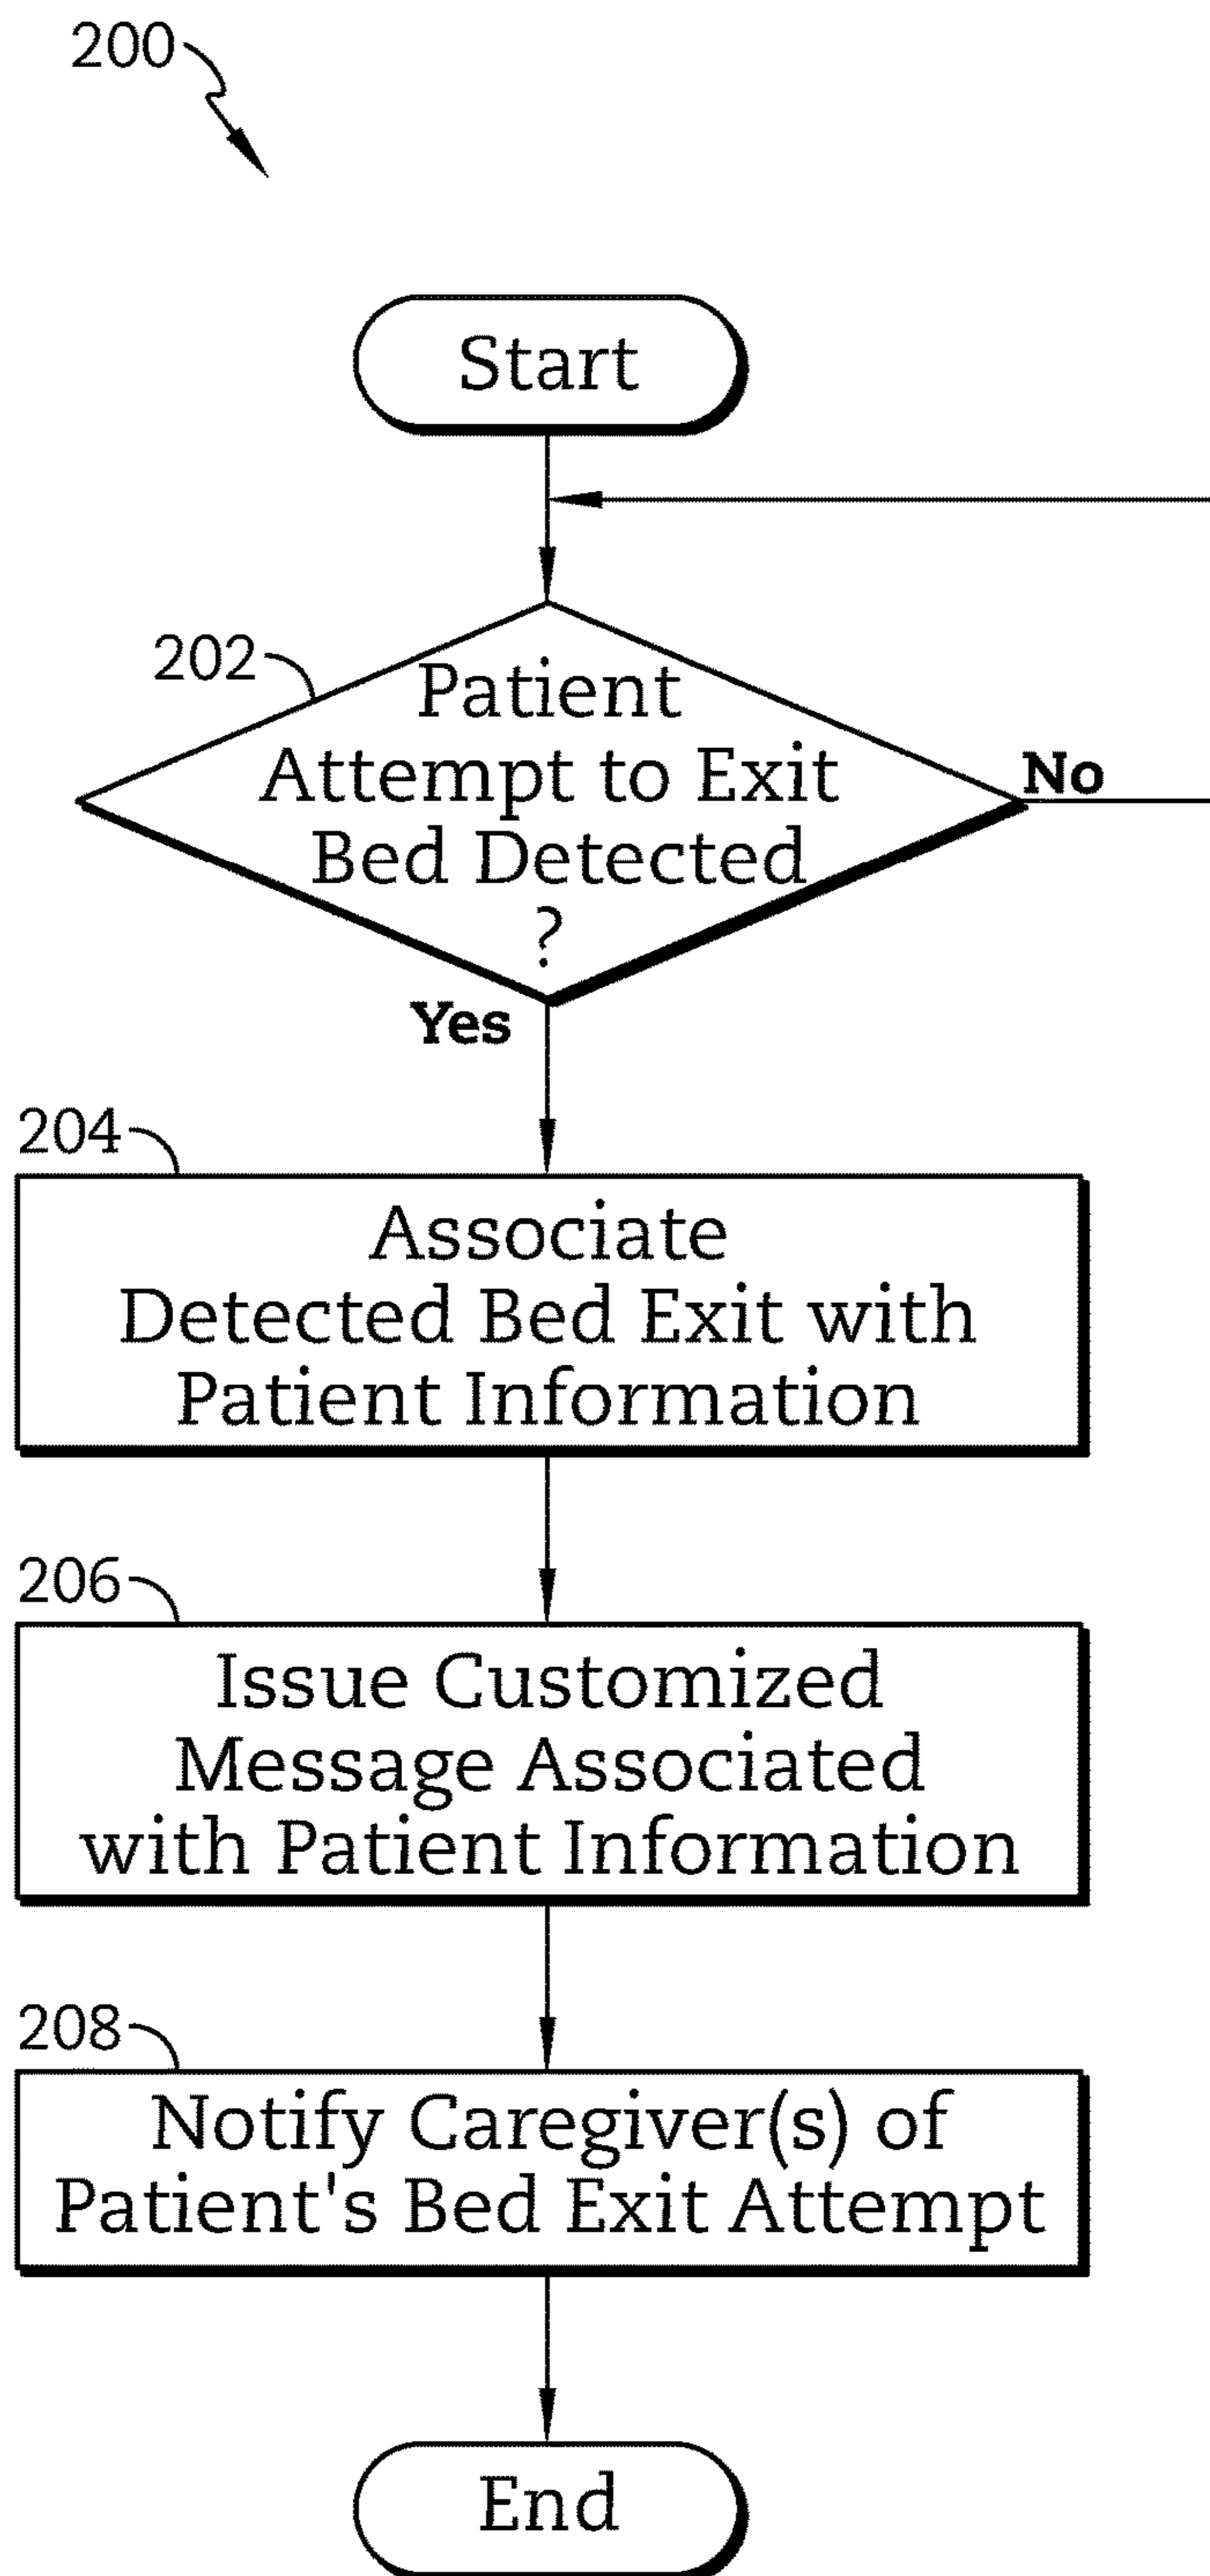 200
Start
202
Patient
Attempt to Exit
Bed Detected
?
No
Yes
204
Associate
Detected Bed Exit with
Patient Information
206
Issue Customized
Message Associated
with Patient Information
208
Notify Caregiver(s) of
Patient's Bed Exit Attempt
End